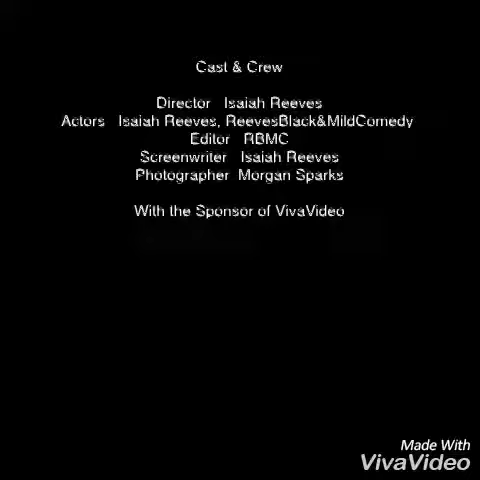 Cast & Crew
Director Isaiah Reeves
Actors Isaiah Reeves, ReevesBlack&MildComedy
Editor RBMC
Screenwriter Isaiah Reeves
Photographer Morgan Sparks
With the Sponsor of VivaVideo
Made With
VivaVideo